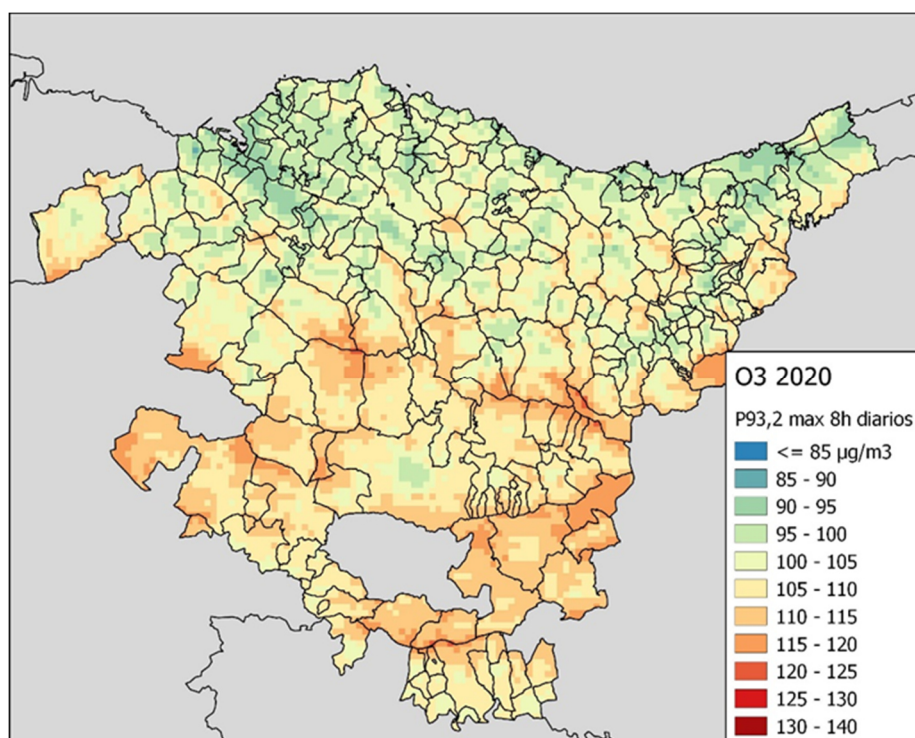 O3 2020
P93,2 max 8h diarios
<= 85 µg/m3
85 - 90
90 - 95
95 - 100
100 - 105
105 - 110
110 - 115
115 - 120
120 - 125
125 - 130
130 - 140